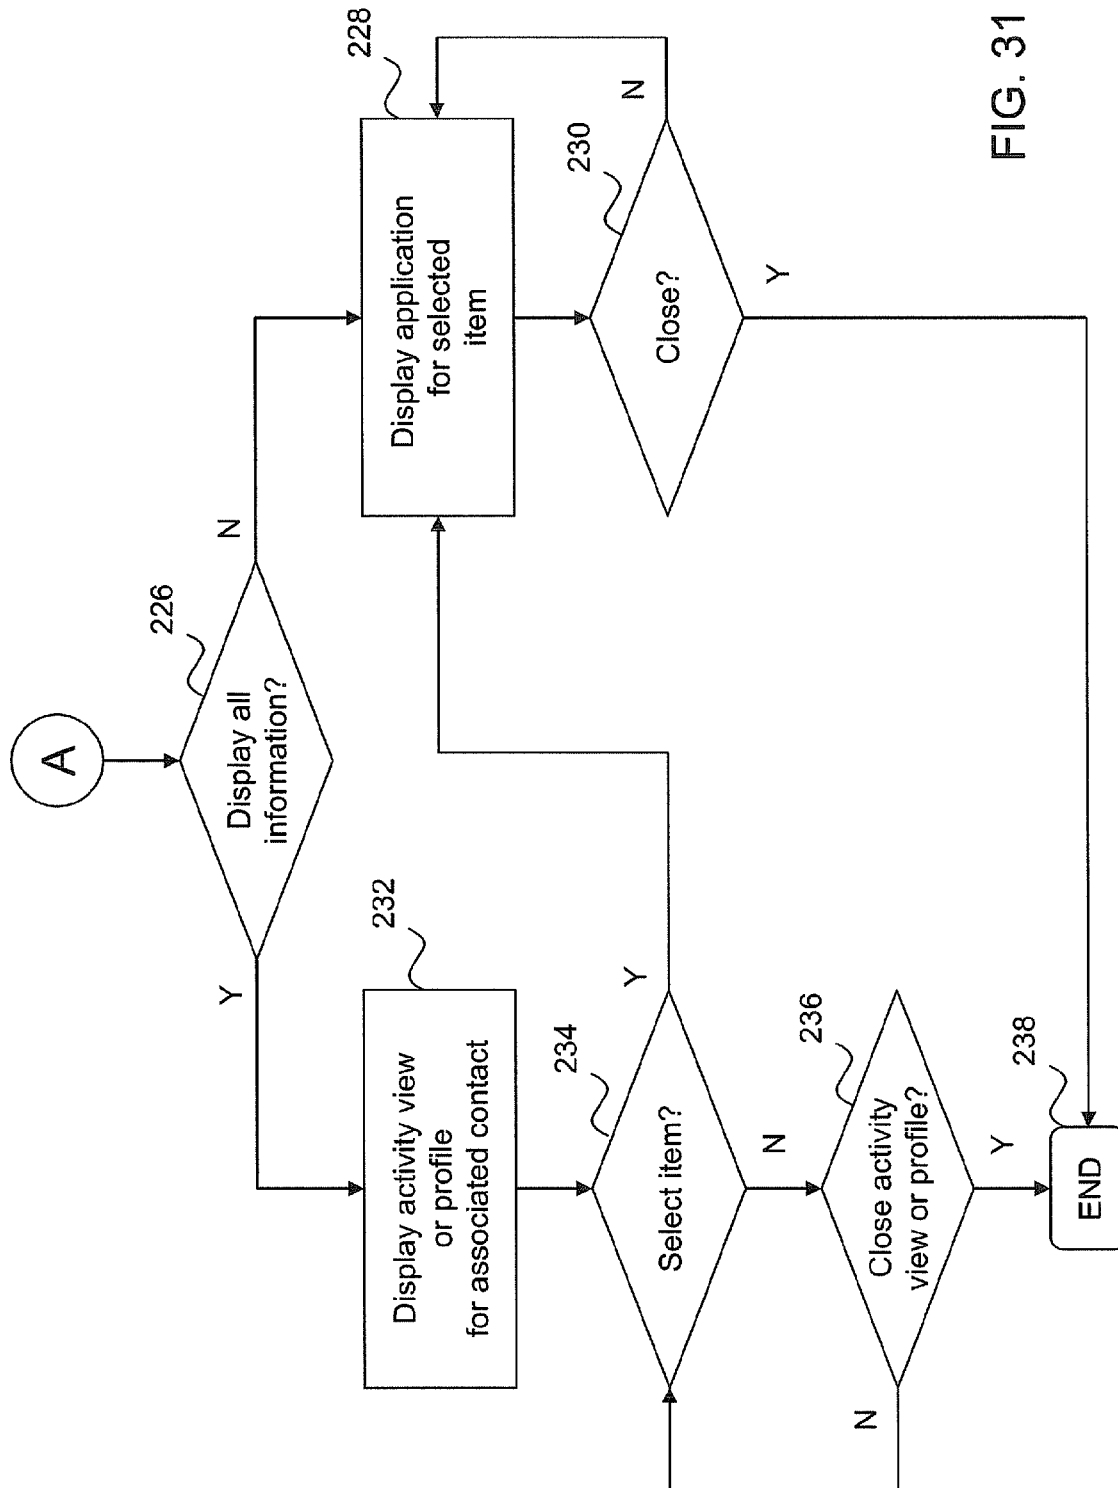 A
226
Display all
information?
Y
N
232
Display activity view
or profile
for associated contact
228
Display application
for selected
item
234
Select item?
Y
N
230
Close?
N
Y
236
Close activity
view or profile?
N
Y
238
END
FIG. 31